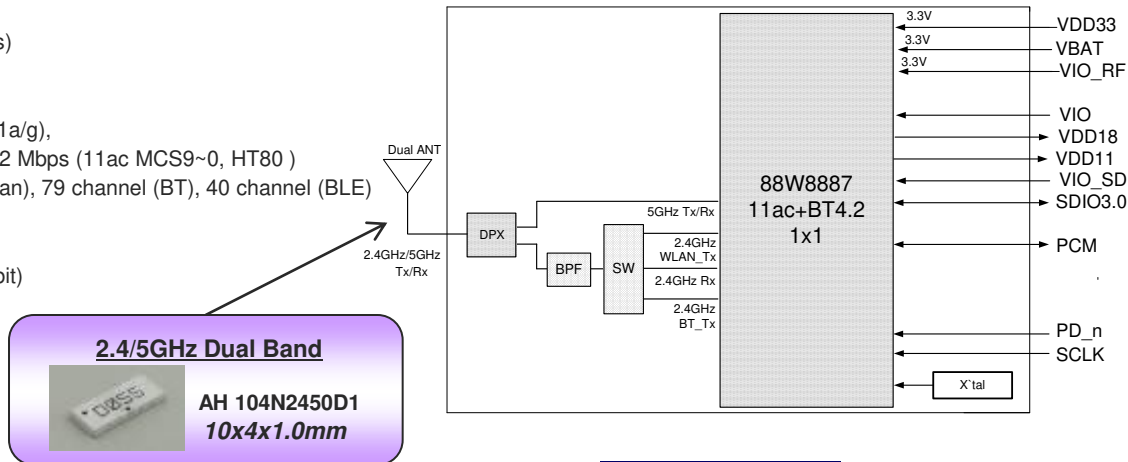 s)
1a/g),
2 Mbps (11ac MCS9~0, HT80 )
an), 79 channel (BT), 40 channel (BLE)
bit)
2.4/5GHz Dual Band
AH 104N2450D1
10x4x1.0mm
Dual ANT
2.4GHz/5GHz
Tx/Rx
DPX
BPF
SW
5GHz Tx/Rx
2.4GHz
WLAN_Tx
2.4GHz Rx
2.4GHz
BT_Tx
88W8887
11ac+BT4.2
1x1
3.3V
VDD33
3.3V
VBAT
3.3V
VIO_RF
VIO
VDD18
VDD11
VIO_SD
SDIO3.0
PCM
PD_n
SCLK
X`tal